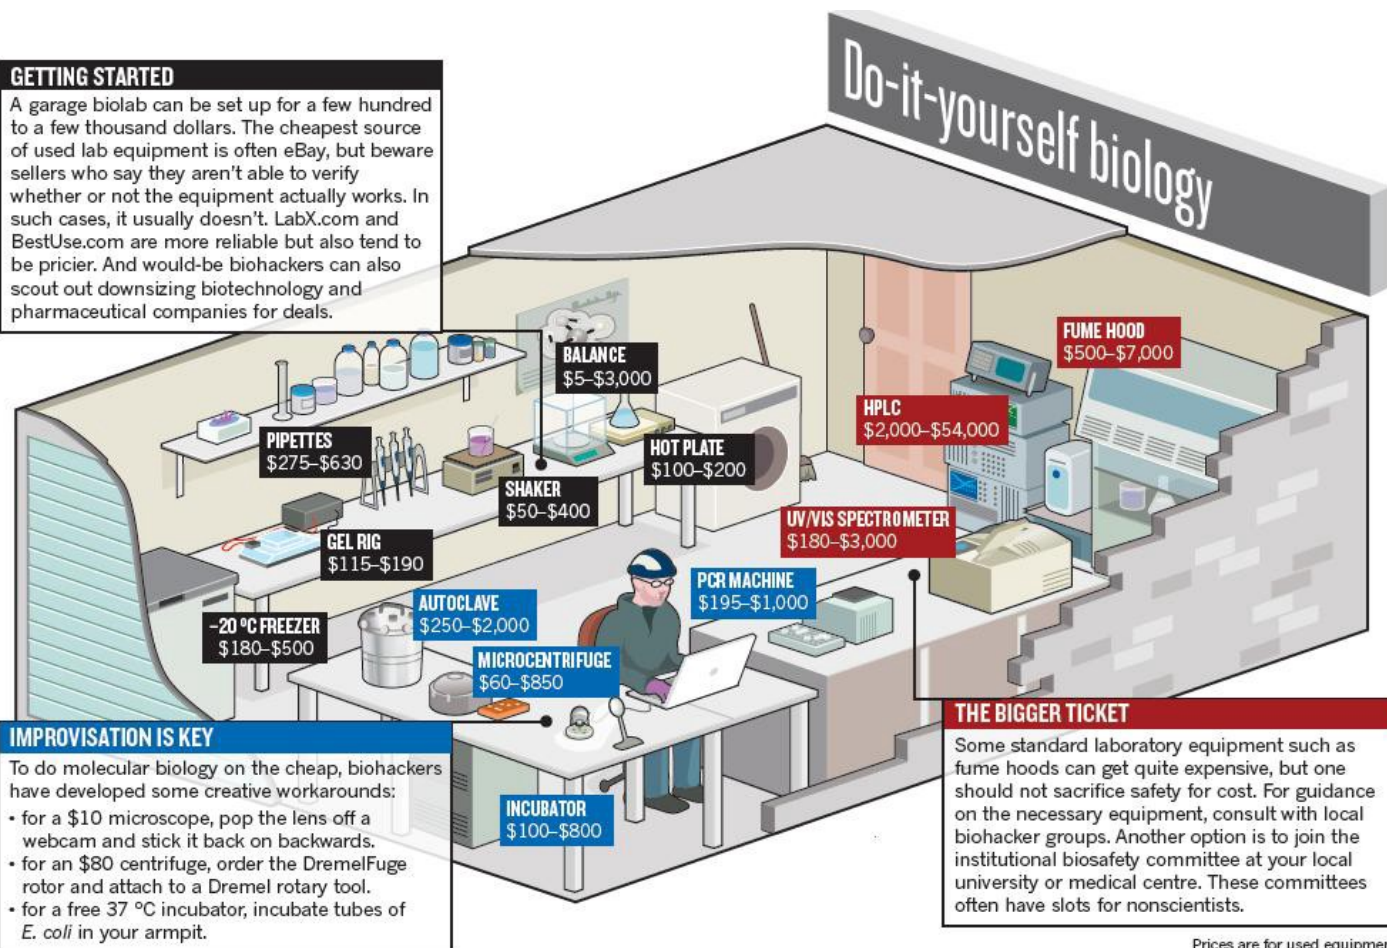 Do-it-yourself biology
GETTING STARTED
A garage biolab can be set up for a few hundred
to a few thousand dollars. The cheapest source
of used lab equipment is often eBay, but beware
sellers who say they aren't able to verify
whether or not the equipment actually works. In
such cases, it usually doesn't. LabX.com and
BestUse.com are more reliable but also tend to
be pricier. And would-be biohackers can also
scout out downsizing biotechnology and
pharmaceutical companies for deals.
BALANCE
$5–$3,000
FUME HOOD
$500–$7,000
HPLC
$2,000–$54,000
PIPETTES
$275–$630
HOT PLATE
$100–$200
SHAKER
$50–$400
UV/VIS SPECTROMETER
$180–$3,000
GEL RIG
$115–$190
PCR MACHINE
$195–$1,000
AUTOCLAVE
$250–$2,000
–20 ºC FREEZER
$180–$500
MICROCENTRIFUGE
$60–$850
INCUBATOR
$100–$800
IMPROVISATION IS KEY
To do molecular biology on the cheap, biohackers
have developed some creative workarounds:
• for a $10 microscope, pop the lens off a
webcam and stick it back on backwards.
• for an $80 centrifuge, order the DremelFuge
rotor and attach to a Dremel rotary tool.
• for a free 37 ºC incubator, incubate tubes of
E. coli in your armpit.
THE BIGGER TICKET
Some standard laboratory equipment such as
fume hoods can get quite expensive, but one
should not sacrifice safety for cost. For guidance
on the necessary equipment, consult with local
biohacker groups. Another option is to join the
institutional biosafety committee at your local
university or medical centre. These committees
often have slots for nonscientists.
Prices are for used